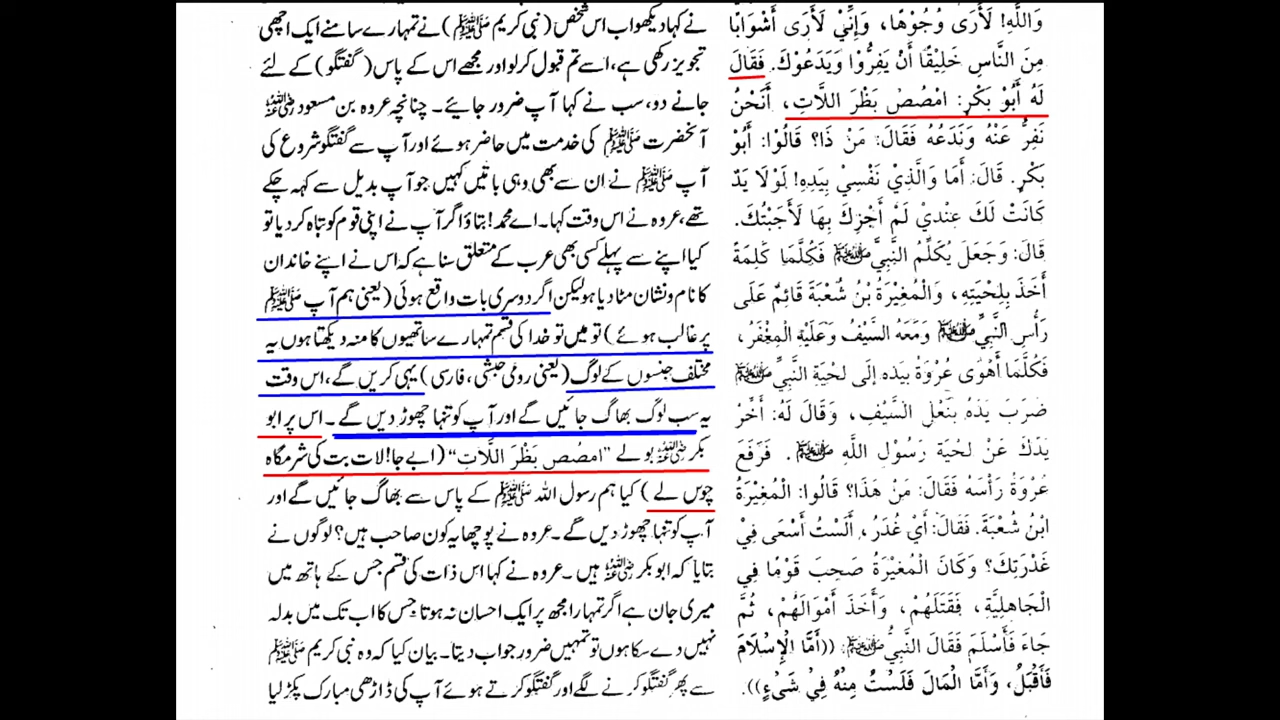 وَاللَّهِ! لَأَرَى وُجُوْهًا، وَإِنِّيْ لَأَرَى أَشْوَابًا
مِنَ النَّاسِ خَلِيْقًا أَنْ يَفِرُّوْا وَيَدَعُوْكَ. فَقَالَ
لَهُ أَبُوْ بَكْرٍ: امْصُصْ بَظْرَ اللَّاتِ، أَنَحْنُ
نَفِرُّ عَنْهُ وَنَدَعُهُ فَقَالَ: مَنْ ذَا؟ قَالُوْا: أَبُوْ
بَكْرٍ. قَالَ: أَمَا وَالَّذِيْ نَفْسِيْ بِيَدِهِ! لَوْلَا يَدٌ
كَانَتْ لَكَ عِنْدِيْ لَمْ أَجْزِكَ بِهَا لَأَجَبْتُكَ.
قَالَ: وَجَعَلَ يُكَلِّمُ النَّبِيَّ ﷺ فَكُلَّمَا كَلَّمَهُ
أَخَذَ بِلِحْيَتِهِ، وَالْمُغِيْرَةُ بْنُ شُعْبَةَ قَائِمٌ عَلَى
رَأْسِ النَّبِيِّ ﷺ وَمَعَهُ السَّيْفُ وَعَلَيْهِ الْمِغْفَرُ،
فَكُلَّمَا أَهْوَى عُرْوَةُ بِيَدِهِ إِلَى لِحْيَةِ النَّبِيِّ ﷺ
ضَرَبَ يَدَهُ بِنَعْلِ السَّيْفِ، وَقَالَ لَهُ: أَخِّرْ
يَدَكَ عَنْ لِحْيَةِ رَسُوْلِ اللَّهِ ﷺ. فَرَفَعَ
عُرْوَةُ رَأْسَهُ فَقَالَ: مَنْ هَذَا؟ قَالُوْا: الْمُغِيْرَةُ
ابْنُ شُعْبَةَ. فَقَالَ: أَيْ غُدَرُ، أَلَسْتُ أَسْعَى فِيْ
غَدْرَتِكَ؟ وَكَانَ الْمُغِيْرَةُ صَحِبَ قَوْمًا فِي
الْجَاهِلِيَّةِ، فَقَتَلَهُمْ، وَأَخَذَ أَمْوَالَهُمْ، ثُمَّ
جَاءَ فَأَسْلَمَ فَقَالَ النَّبِيُّ ﷺ: ((أَمَّا الْإِسْلَامَ
فَأَقْبَلُ، وَأَمَّا الْمَالَ فَلَسْتُ مِنْهُ فِيْ شَيْءٍ)).
نے کہا دیکھو اب اس شخص (نبی کریم ﷺ) نے تمہارے سامنے ایک اچھی
تجویز رکھی ہے، اسے تم قبول کر لو اور مجھے اس کے پاس (گفتگو) کے لئے
جانے دو، سب نے کہا آپ ضرور جایئے۔ چنانچہ عروہ بن مسعود رضی اللہ عنہ
آنحضرت ﷺ کی خدمت میں حاضر ہوئے اور آپ سے گفتگو شروع کی
آپ ﷺ نے ان سے بھی وہی باتیں کہیں جو آپ بدیل سے کہہ چکے
تھے، عروہ نے اس وقت کہا۔ اے محمد! بتاؤ اگر آپ نے اپنی قوم کو تباہ کر دیا تو
کیا اپنے سے پہلے کسی بھی عرب کے متعلق سنا ہے کہ اس نے اپنے خاندان
کا نام و نشان مٹا دیا ہو لیکن اگر دوسری بات واقع ہوئی (یعنی ہم آپ ﷺ
پر غالب ہوئے) تو میں تو خدا کی قسم تمہارے ساتھیوں کا منہ دیکھتا ہوں یہ
مختلف جنسوں کے لوگ (یعنی رومی حبشی، فارسی) یہی کریں گے، اس وقت
یہ سب لوگ بھاگ جائیں گے اور آپ کو تنہا چھوڑ دیں گے۔ اس پر ابو
بکر رضی اللہ عنہ بولے "امصُص بَظْرَ اللَّاتِ" (ابے جا! لات بت کی شرمگاہ
چوس لے) کیا ہم رسول اللہ ﷺ کے پاس سے بھاگ جائیں گے اور
آپ کو تنہا چھوڑ دیں گے۔ عروہ نے پوچھا یہ کون صاحب ہیں؟ لوگوں نے
بتایا کہ ابو بکر رضی اللہ عنہ ہیں۔ عروہ نے کہا اس ذات کی قسم جس کے ہاتھ میں
میری جان ہے اگر تمہارا مجھ پر ایک احسان نہ ہوتا جس کا اب تک میں بدلہ
نہیں دے سکا ہوں تو تمہیں ضرور جواب دیتا۔ بیان کیا کہ وہ نبی کریم ﷺ
سے پھر گفتگو کرنے لگے اور گفتگو کرتے ہوئے آپ کی ڈاڑھی مبارک پکڑ لیا